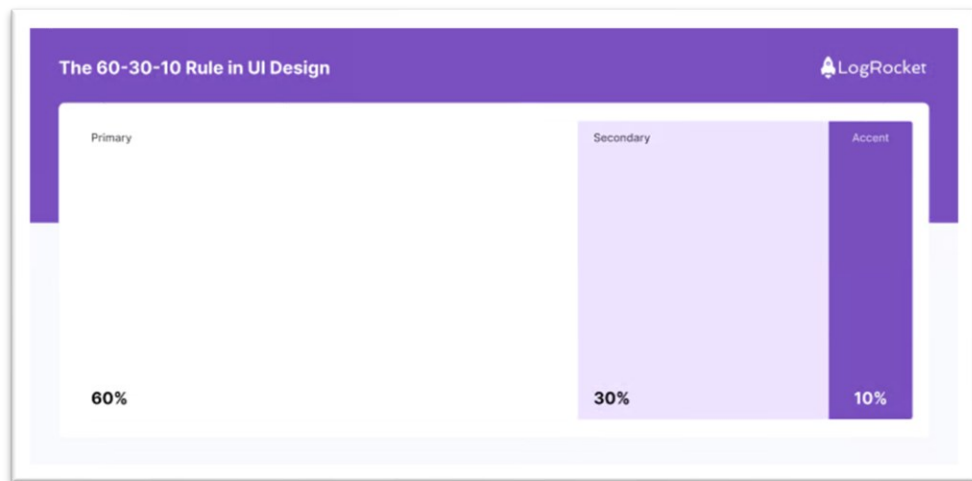 The 60-30-10 Rule in UI Design
LogRocket
Primary
Secondary
Accent
60%
30%
10%